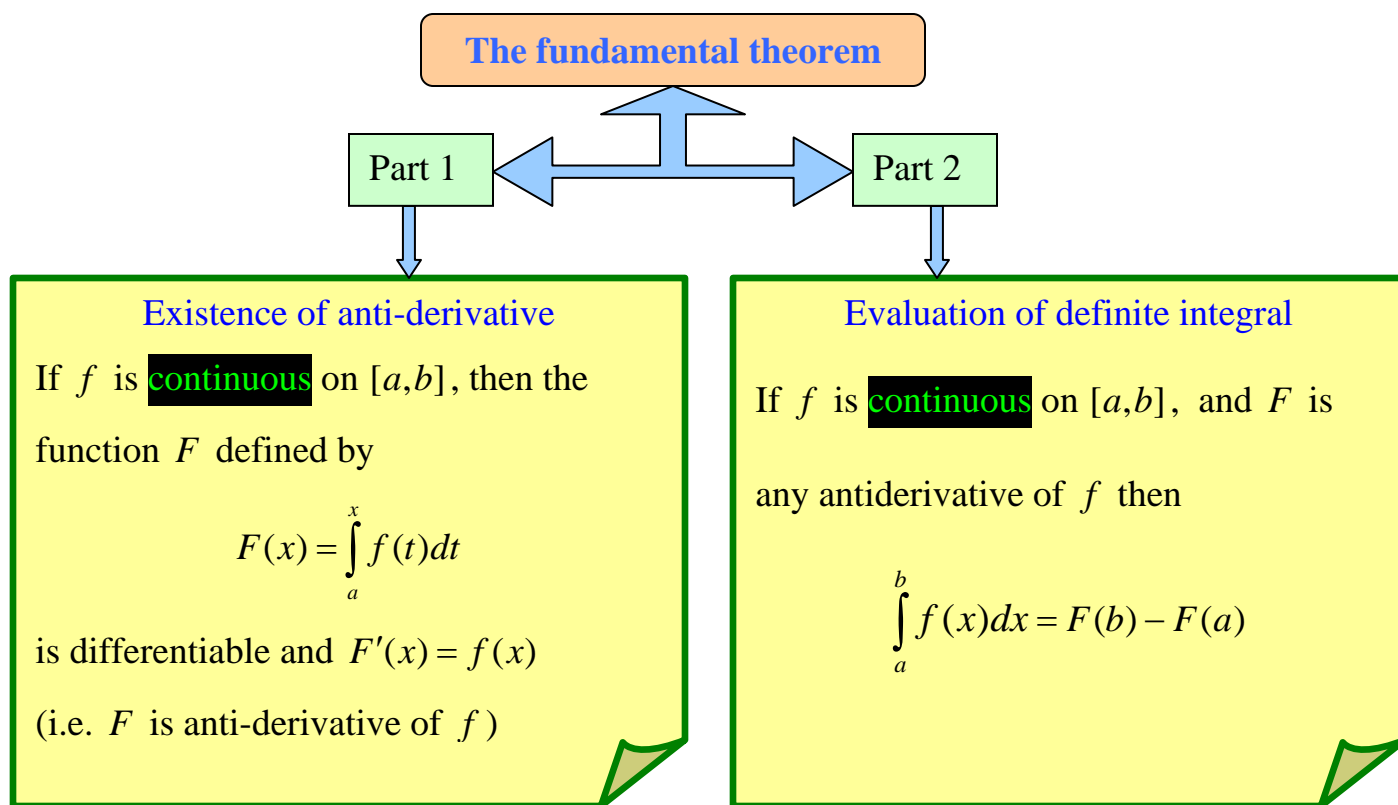 The fundamental theorem
Part 1
Part 2
Existence of anti-derivative
If f is continuous on [a,b], then the
function F defined by
F(x) = ∫ₐˣ f(t)dt
is differentiable and F′(x) = f(x)
(i.e. F is anti-derivative of f)
Evaluation of definite integral
If f is continuous on [a,b], and F is
any antiderivative of f then
∫ₐᵇ f(x)dx = F(b) – F(a)